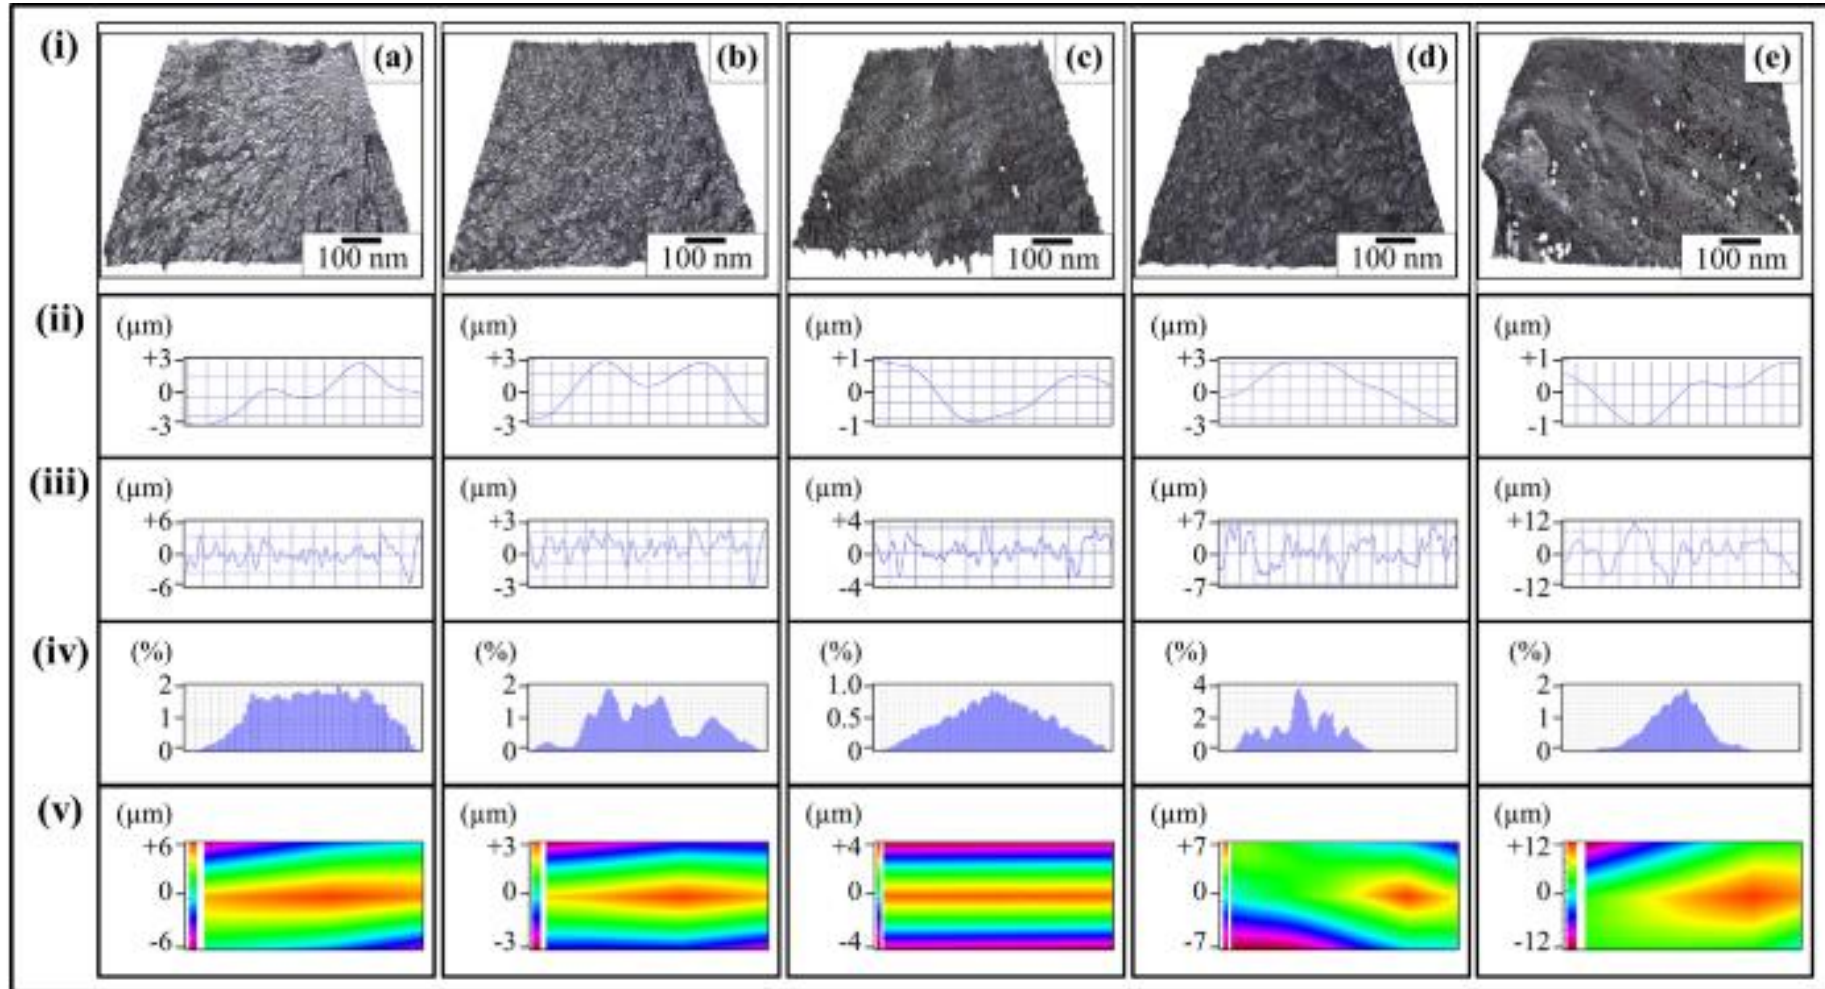 (i) (a) (b) (c) (d) (e)
100 nm 100 nm 100 nm 100 nm 100 nm
(ii) (µm) (µm) (µm) (µm) (µm)
+3 +3 +1 +3 +1
0 0 0 0 0
-3 -3 -1 -3 -1
(iii) (µm) (µm) (µm) (µm) (µm)
+6 +3 +4 +7 +12
0 0 0 0 0
-6 -3 -4 -7 -12
(iv) (%) (%) (%) (%) (%)
2 2 1.0 4 2
1 1 0.5 2 1
0 0 0 0 0
(v) (µm) (µm) (µm) (µm) (µm)
+6 +3 +4 +7 +12
0 0 0 0 0
-6 -3 -4 -7 -12